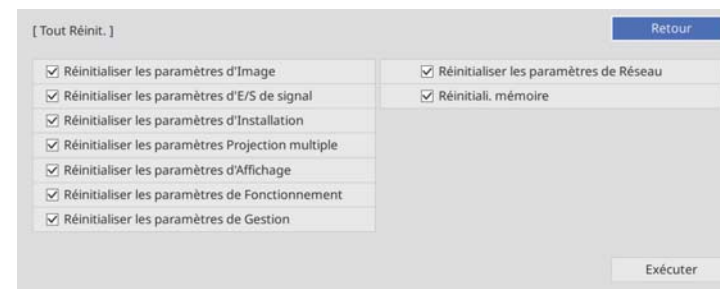 [ Tout Réinit. ]
Retour
Réinitialiser les paramètres d'Image
Réinitialiser les paramètres d'E/S de signal
Réinitialiser les paramètres d'Installation
Réinitialiser les paramètres Projection multiple
Réinitialiser les paramètres d'Affichage
Réinitialiser les paramètres de Fonctionnement
Réinitialiser les paramètres de Gestion
Réinitialiser les paramètres de Réseau
Réinitiali. mémoire
Exécuter